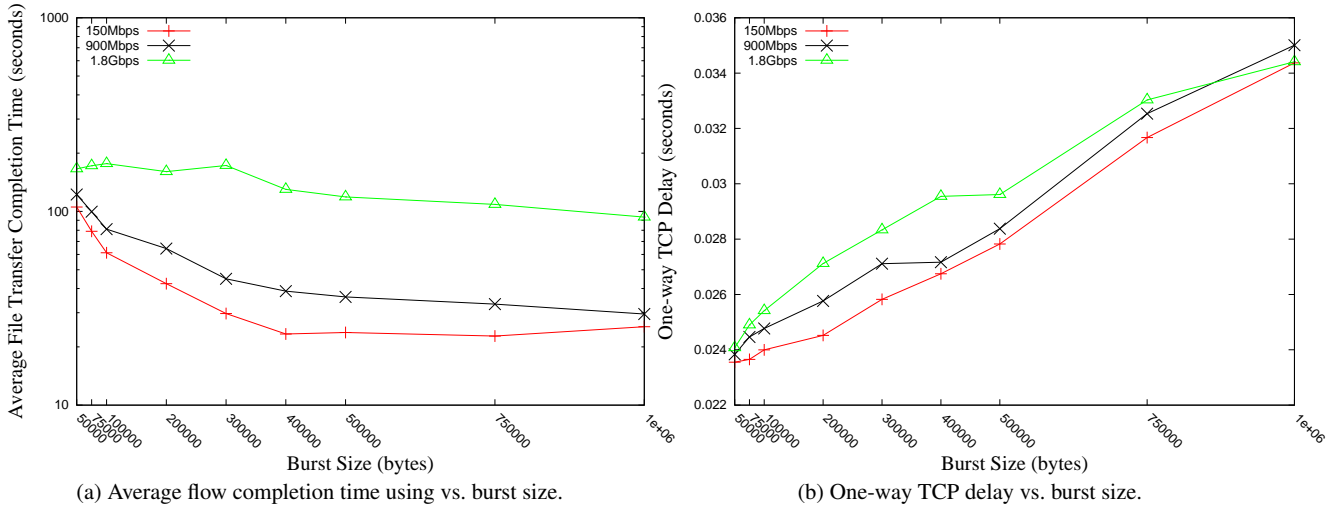 Average File Transfer Completion Time (seconds)
1000
100
10
150Mbps
900Mbps
1.8Gbps
50000
75000
100000
200000
300000
400000
500000
750000
1e+06
Burst Size (bytes)
(a) Average flow completion time using vs. burst size.
One-way TCP Delay (seconds)
0.036
0.034
0.032
0.03
0.028
0.026
0.024
0.022
150Mbps
900Mbps
1.8Gbps
50000
75000
100000
200000
300000
400000
500000
750000
1e+06
Burst Size (bytes)
(b) One-way TCP delay vs. burst size.